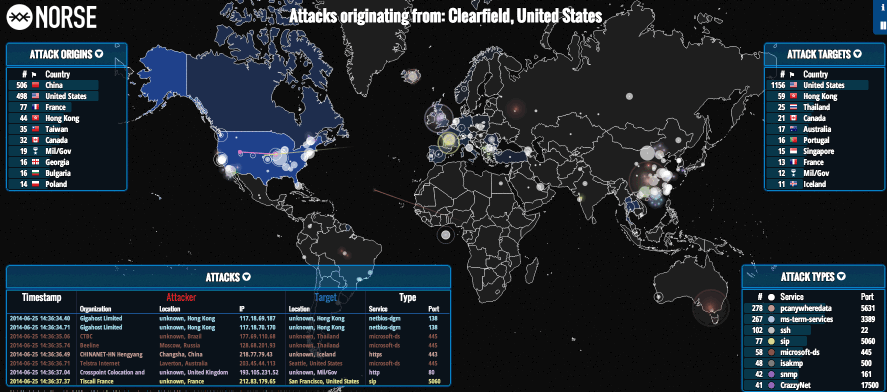 NORSE
Attacks originating from: Clearfield, United States
ATTACK ORIGINS
# Country
506 China
498 United States
77 France
44 Hong Kong
35 Taiwan
32 Canada
19 Mil/Gov
16 Georgia
16 Bulgaria
14 Poland
ATTACK TARGETS
# Country
1156 United States
59 Hong Kong
25 Thailand
21 Canada
17 Australia
16 Portugal
15 Singapore
13 France
12 Mil/Gov
11 Iceland
ATTACKS
Timestamp Attacker Target Type
Organization Location IP Location Service Port
2014-06-25 14:36:34.40 Gigahost Limited unknown, Hong Kong 117.18.69.187 unknown, Hong Kong netbios-dgm 138
2014-06-25 14:36:34.71 Gigahost Limited unknown, Hong Kong 117.18.70.170 unknown, Hong Kong netbios-dgm 138
2014-06-25 14:36:35.06 CTBC unknown, Brazil 177.69.110.68 unknown, Thailand microsoft-ds 445
2014-06-25 14:36:35.74 Beeline Moscow, Russia 128.68.201.93 unknown, Thailand microsoft-ds 445
2014-06-25 14:36:36.49 CHINANET-HN Hengyang Changsha, China 218.77.79.43 unknown, Iceland https 443
2014-06-25 14:36:36.71 Telstra Internet Laverton, Australia 203.45.44.113 Seattle, United States microsoft-ds 445
2014-06-25 14:36:37.04 Crosspoint Colocation and unknown, United Kingdom 193.105.231.52 unknown, Mil/Gov http 80
2014-06-25 14:36:37.37 Tiscali France unknown, France 212.83.179.65 San Francisco, United States sip 5060
ATTACK TYPES
# Service Port
278 pcanywheredata 5631
267 ms-term-services 3389
102 ssh 22
77 sip 5060
58 microsoft-ds 445
48 isakmp 500
42 snmp 161
41 CrazzyNet 17500